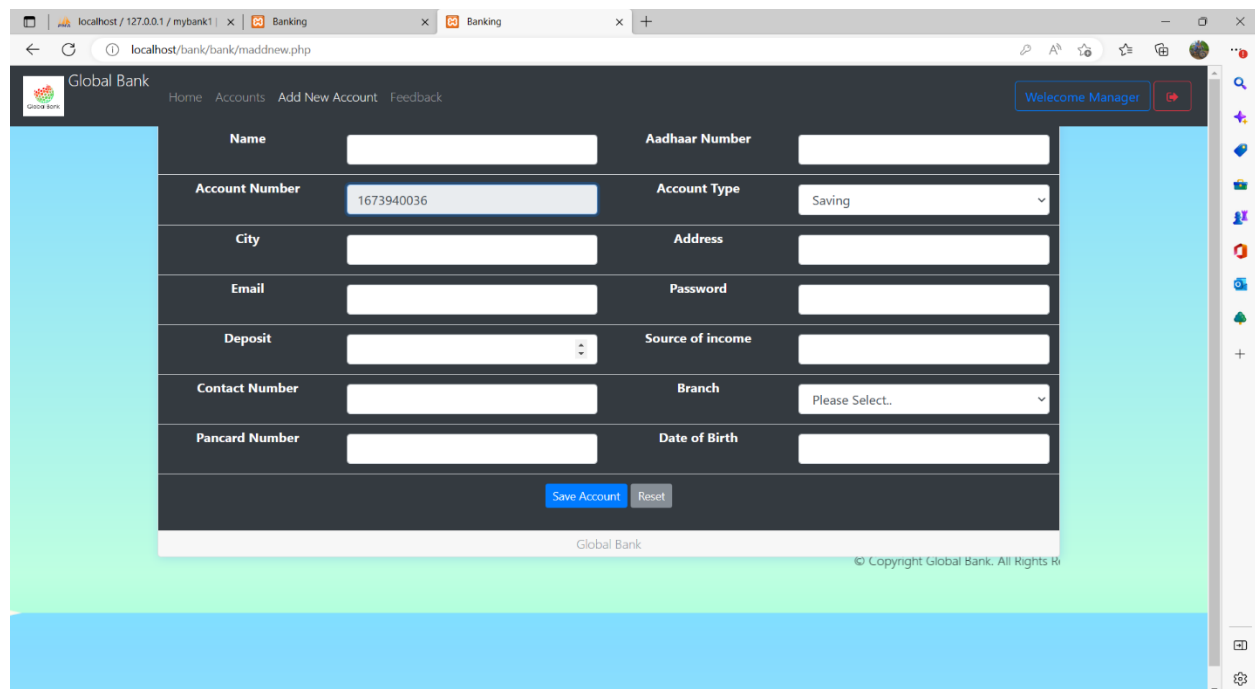 localhost / 127.0.0.1 / mybank1 |
Banking
Banking
localhost/bank/bank/maddnew.php
Global Bank
Global Bank
Home Accounts Add New Account Feedback
Welecome Manager
Name Aadhaar Number
Account Number 1673940036 Account Type Saving
City Address
Email Password
Deposit Source of income
Contact Number Branch Please Select..
Pancard Number Date of Birth
Save Account Reset
Global Bank
© Copyright Global Bank. All Rights R